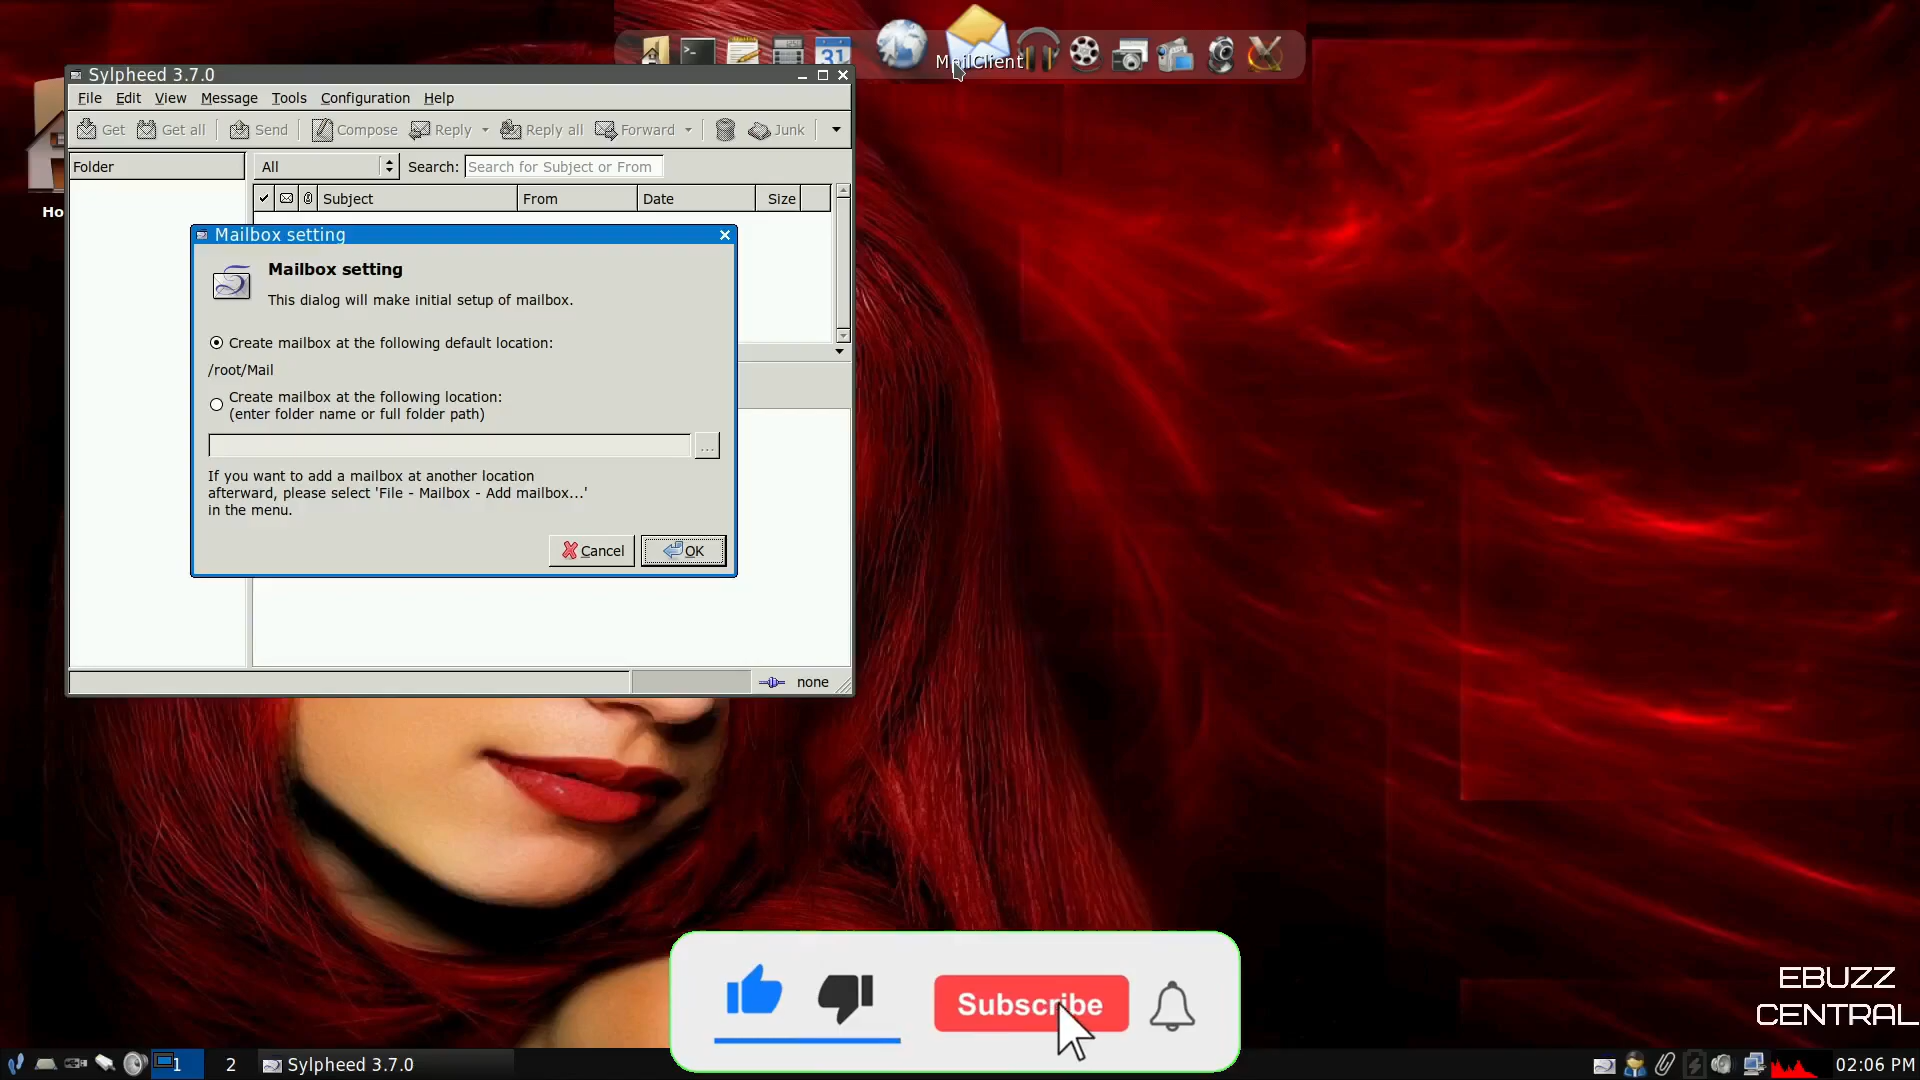 31
MailClient
Sylpheed 3.7.0
File Edit View Message Tools Configuration Help
Get Get all Send Compose Reply Reply all Forward Junk
Folder All Search: Search for Subject or From
Subject From Date Size
Ho
Mailbox setting
Mailbox setting
This dialog will make initial setup of mailbox.
Create mailbox at the following default location:
/root/Mail
Create mailbox at the following location:
(enter folder name or full folder path)
...
If you want to add a mailbox at another location
afterward, please select 'File - Mailbox - Add mailbox...'
in the menu.
Cancel OK
none
Subscribe
EBUZZ
CENTRAL
1 2 Sylpheed 3.7.0 02:06 PM